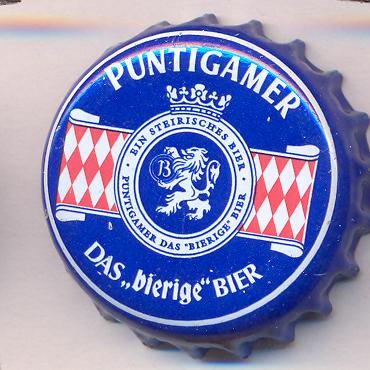 PUNTIGAMER
• EIN STEIRISCHES BIER •
PUNTIGAMER DAS "BIERIGE" BIER
B
DAS „bierige“ BIER